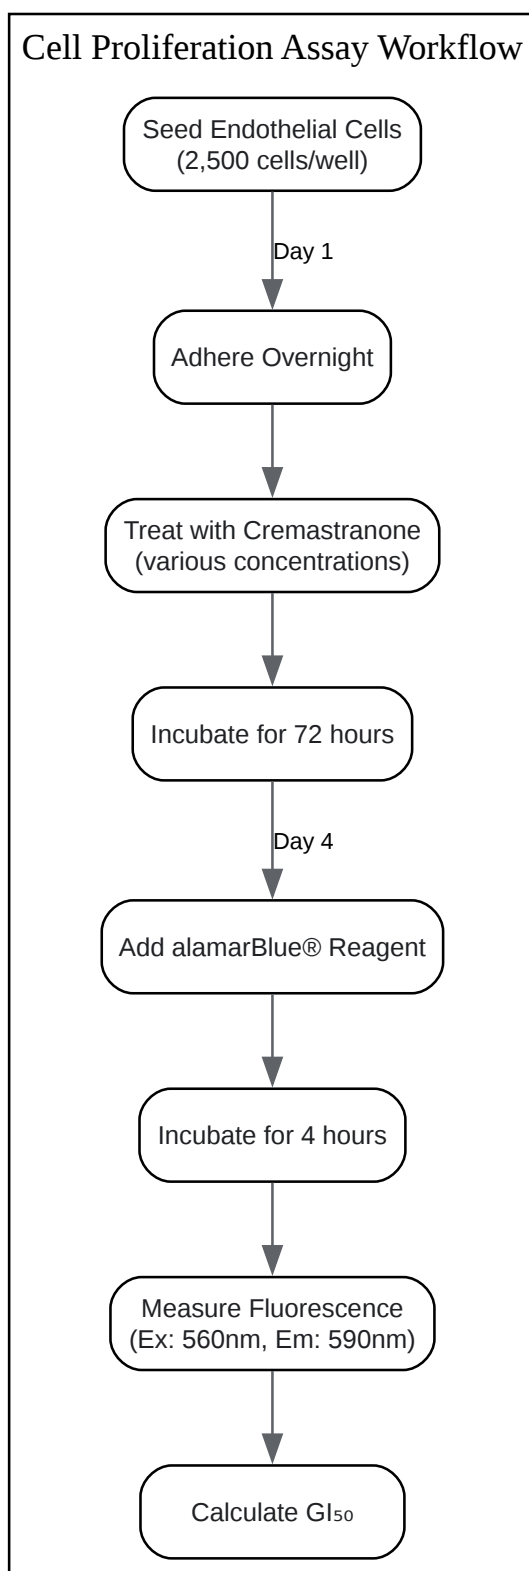 Cell Proliferation Assay Workflow
Seed Endothelial Cells
(2,500 cells/well)
Day 1
Adhere Overnight
Treat with Cremastranone
(various concentrations)
Incubate for 72 hours
Day 4
Add alamarBlue® Reagent
Incubate for 4 hours
Measure Fluorescence
(Ex: 560nm, Em: 590nm)
Calculate GI₅₀